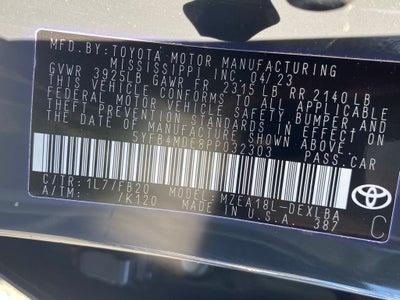 MFD.BY:TOYOTA MOTOR MANUFACTURING
MISSISSIPPI,INC. 04/23
GVWR 3925LB GAWR FR 2315 LB RR 2140 LB
THIS VEHICLE CONFORMS TO ALL APPLICABLE
FEDERAL MOTOR VEHICLE SAFETY, BUMPER, AND
THEFT PREVENTION STANDARDS IN EFFECT ON
THE DATE OF MANUFACTURE SHOWN ABOVE.
5YFB4MDE8PP032303 PASS.CAR
C/TR:1L7/FB20 MODEL:MZEA18L-DEXLBA
A/TM: /K120 MADE IN U.S.A. 387
TOYOTA
C